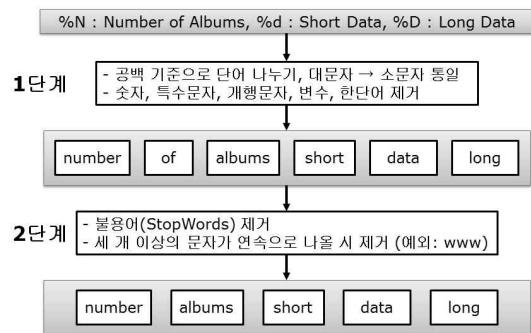 %N : Number of Albums, %d : Short Data, %D : Long Data
1단계
- 공백 기준으로 단어 나누기, 대문자 → 소문자 통일
- 숫자, 특수문자, 개행문자, 변수, 한단어 제거
number of albums short data long
2단계
- 불용어(StopWords) 제거
- 세 개 이상의 문자가 연속으로 나올 시 제거 (예외: www)
number albums short data long